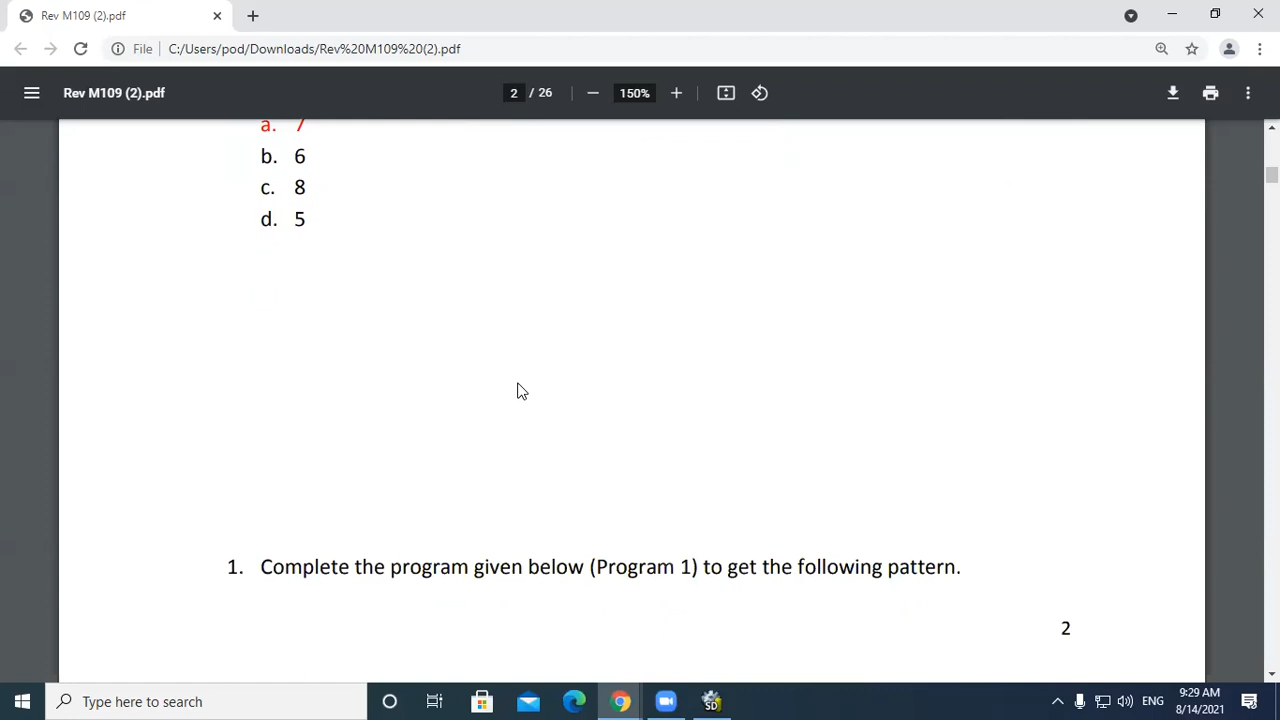 Rev M109 (2).pdf
File
C:/Users/pod/Downloads/Rev%20M109%20(2).pdf
Rev M109 (2).pdf
2 / 26
150%
a. 7
b. 6
c. 8
d. 5
1. Complete the program given below (Program 1) to get the following pattern.
2
Type here to search
SD
ENG
9:29 AM
8/14/2021